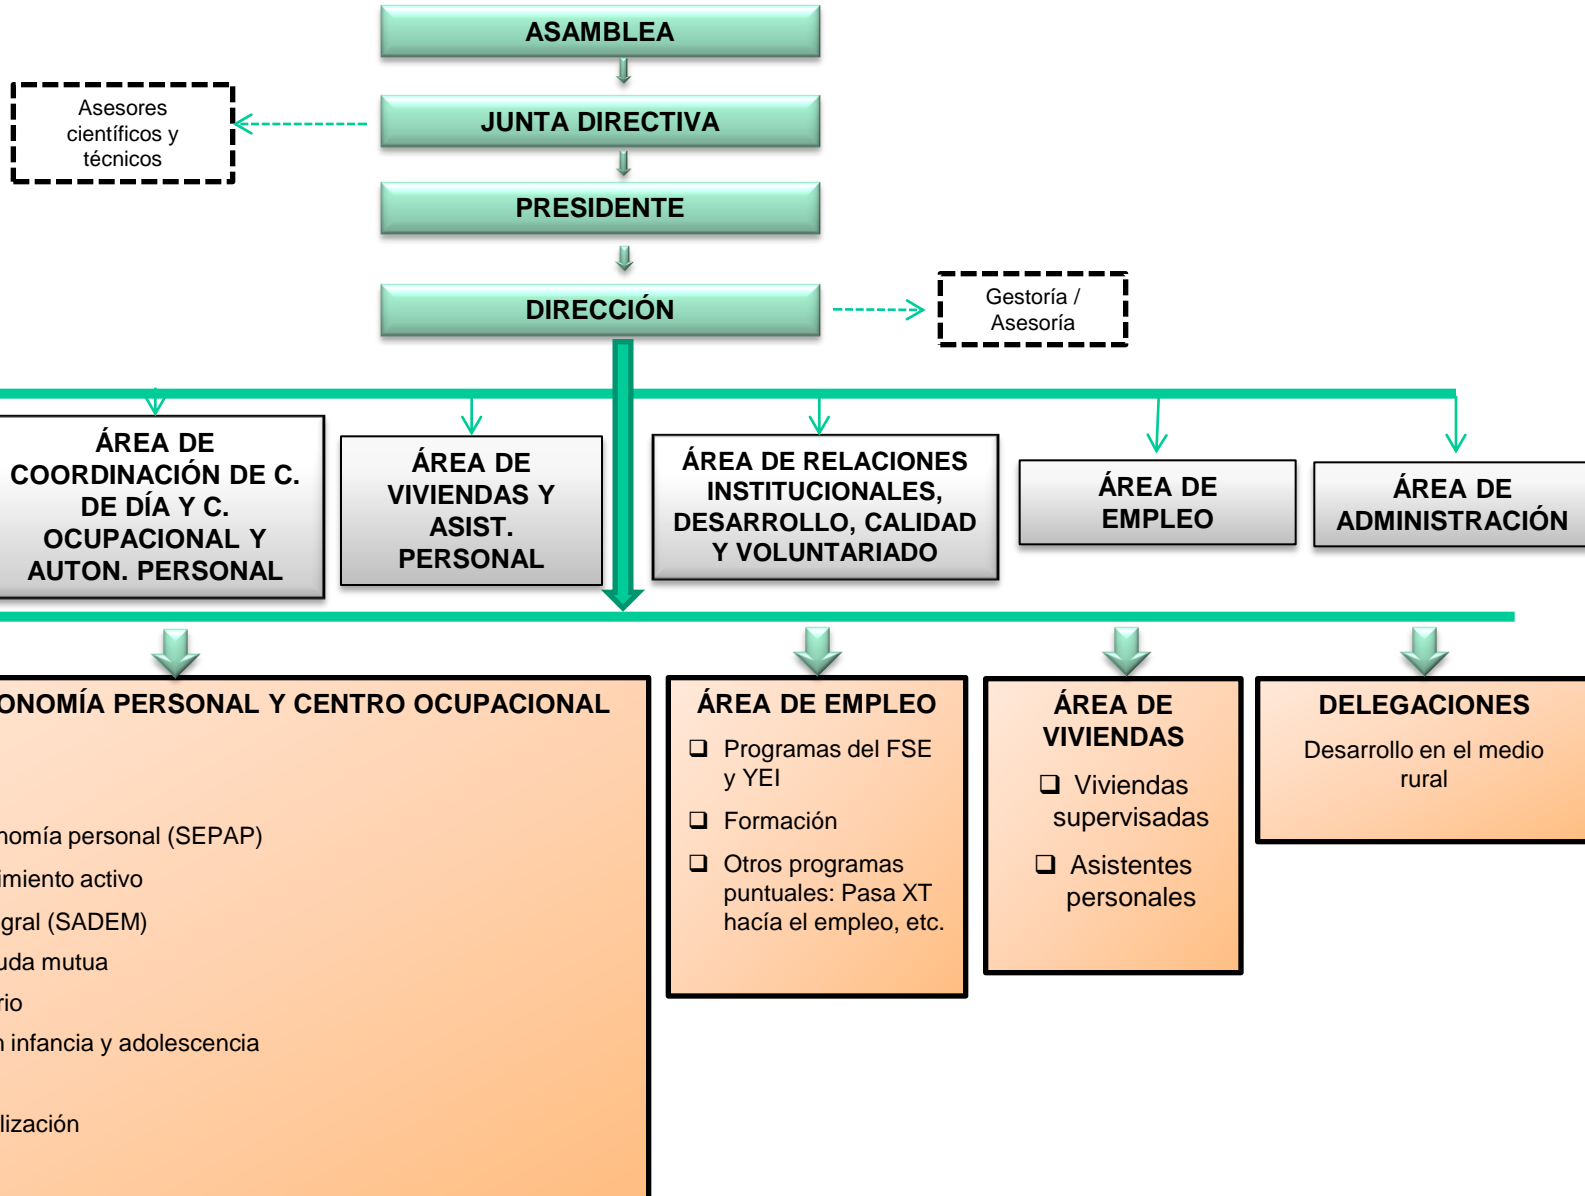 ASAMBLEA
Asesores
científicos y
técnicos
JUNTA DIRECTIVA
PRESIDENTE
DIRECCIÓN
Gestoría /
Asesoría
ÁREA DE
COORDINACIÓN DE C.
DE DÍA Y C.
OCUPACIONAL Y
AUTON. PERSONAL
ÁREA DE
VIVIENDAS Y
ASIST.
PERSONAL
ÁREA DE RELACIONES
INSTITUCIONALES,
DESARROLLO, CALIDAD
Y VOLUNTARIADO
ÁREA DE
EMPLEO
ÁREA DE
ADMINISTRACIÓN
ONOMÍA PERSONAL Y CENTRO OCUPACIONAL
nomía personal (SEPAP)
imiento activo
gral (SADEM)
uda mutua
rio
n infancia y adolescencia
lización
ÁREA DE EMPLEO
❑ Programas del FSE
y YEI
❑ Formación
❑ Otros programas
puntuales: Pasa XT
hacía el empleo, etc.
ÁREA DE
VIVIENDAS
❑ Viviendas
supervisadas
❑ Asistentes
personales
DELEGACIONES
Desarrollo en el medio
rural